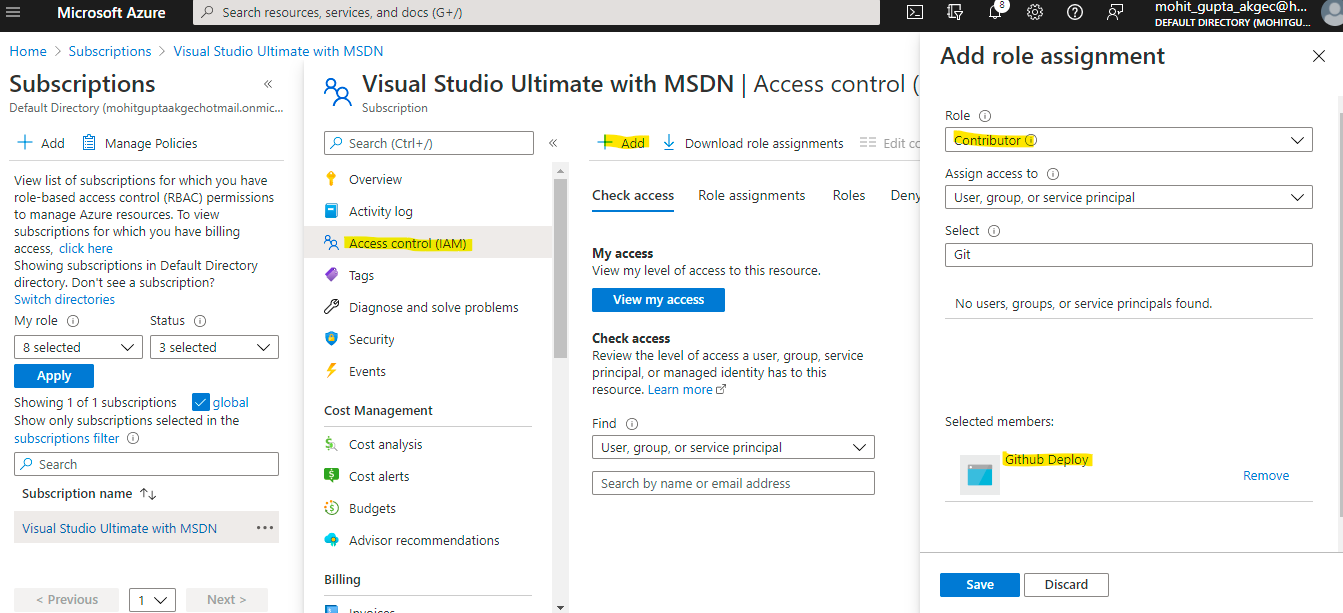 Microsoft Azure
Search resources, services, and docs (G+/)
8
mohit_gupta_akgec@h...
DEFAULT DIRECTORY (MOHITGU...
Home > Subscriptions > Visual Studio Ultimate with MSDN
Subscriptions
«
Default Directory (mohitguptaakgechotmail.onmic...
Add
Manage Policies
View list of subscriptions for which you have
role-based access control (RBAC) permissions
to manage Azure resources. To view
subscriptions for which you have billing
access, click here
Showing subscriptions in Default Directory
directory. Don't see a subscription?
Switch directories
My role
Status
8 selected
3 selected
Apply
Showing 1 of 1 subscriptions
global
Show only subscriptions selected in the
subscriptions filter
Search
Subscription name ↑↓
Visual Studio Ultimate with MSDN
...
< Previous
1
Next >
Visual Studio Ultimate with MSDN | Access control (
Subscription
Search (Ctrl+/)
«
Overview
Activity log
Access control (IAM)
Tags
Diagnose and solve problems
Security
Events
Cost Management
Cost analysis
Cost alerts
Budgets
Advisor recommendations
Billing
Invoices
Add
Download role assignments
Edit co
Check access
Role assignments
Roles
Deny
My access
View my level of access to this resource.
View my access
Check access
Review the level of access a user, group, service
principal, or managed identity has to this
resource. Learn more
Find
User, group, or service principal
Search by name or email address
Add role assignment
Role
Contributor
Assign access to
User, group, or service principal
Select
Git
No users, groups, or service principals found.
Selected members:
Github Deploy
Remove
Save
Discard